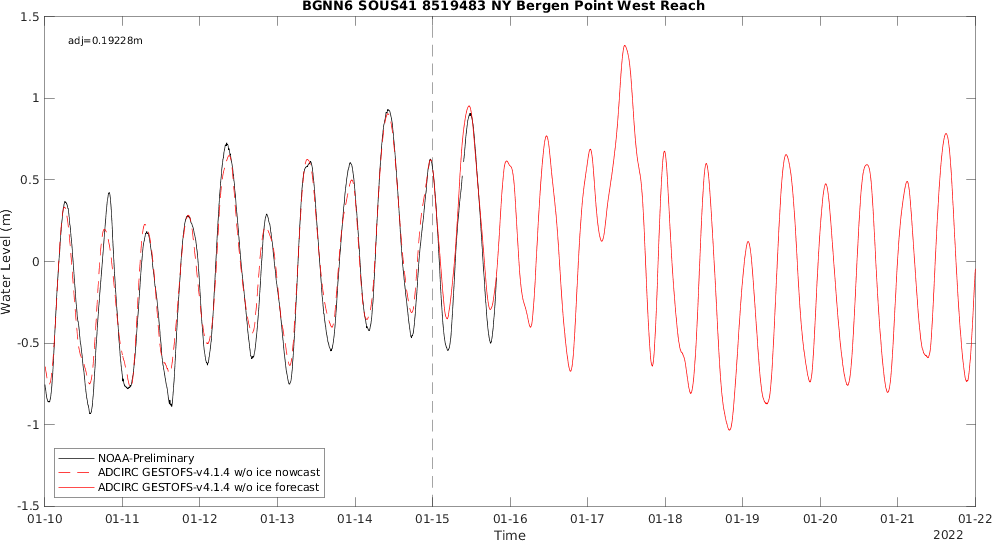 BGNN6 SOUS41 8519483 NY Bergen Point West Reach
adj=0.19228m
1.5
1
0.5
0
-0.5
-1
-1.5
Water Level (m)
NOAA-Preliminary
ADCIRC GESTOFS-v4.1.4 w/o ice nowcast
ADCIRC GESTOFS-v4.1.4 w/o ice forecast
01-10 01-11 01-12 01-13 01-14 01-15 01-16 01-17 01-18 01-19 01-20 01-21 01-22
Time
2022